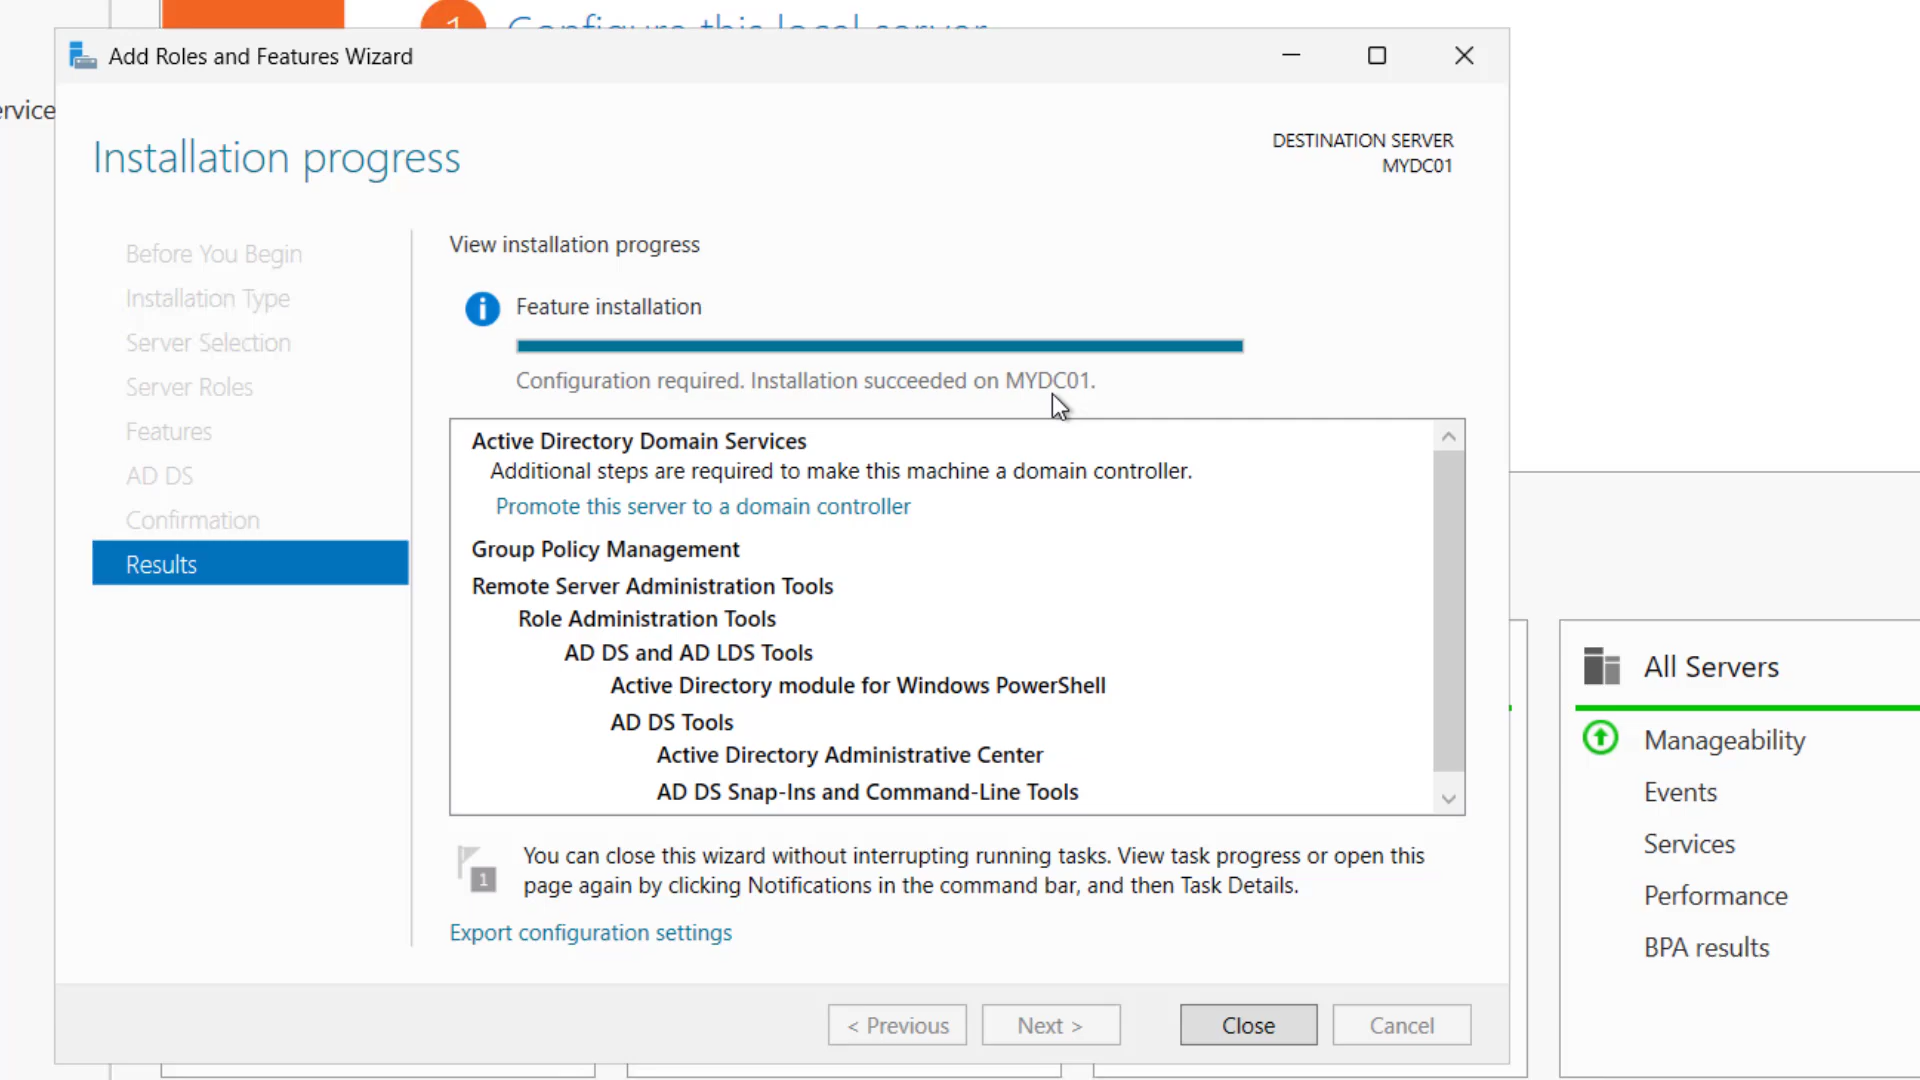 1 Configure this local server
Add Roles and Features Wizard
ervice
Installation progress
DESTINATION SERVER
MYDC01
Before You Begin
Installation Type
Server Selection
Server Roles
Features
AD DS
Confirmation
Results
View installation progress
Feature installation
Configuration required. Installation succeeded on MYDC01.
Active Directory Domain Services
Additional steps are required to make this machine a domain controller.
Promote this server to a domain controller
Group Policy Management
Remote Server Administration Tools
Role Administration Tools
AD DS and AD LDS Tools
Active Directory module for Windows PowerShell
AD DS Tools
Active Directory Administrative Center
AD DS Snap-Ins and Command-Line Tools
1
You can close this wizard without interrupting running tasks. View task progress or open this
page again by clicking Notifications in the command bar, and then Task Details.
Export configuration settings
< Previous
Next >
Close
Cancel
All Servers
Manageability
Events
Services
Performance
BPA results